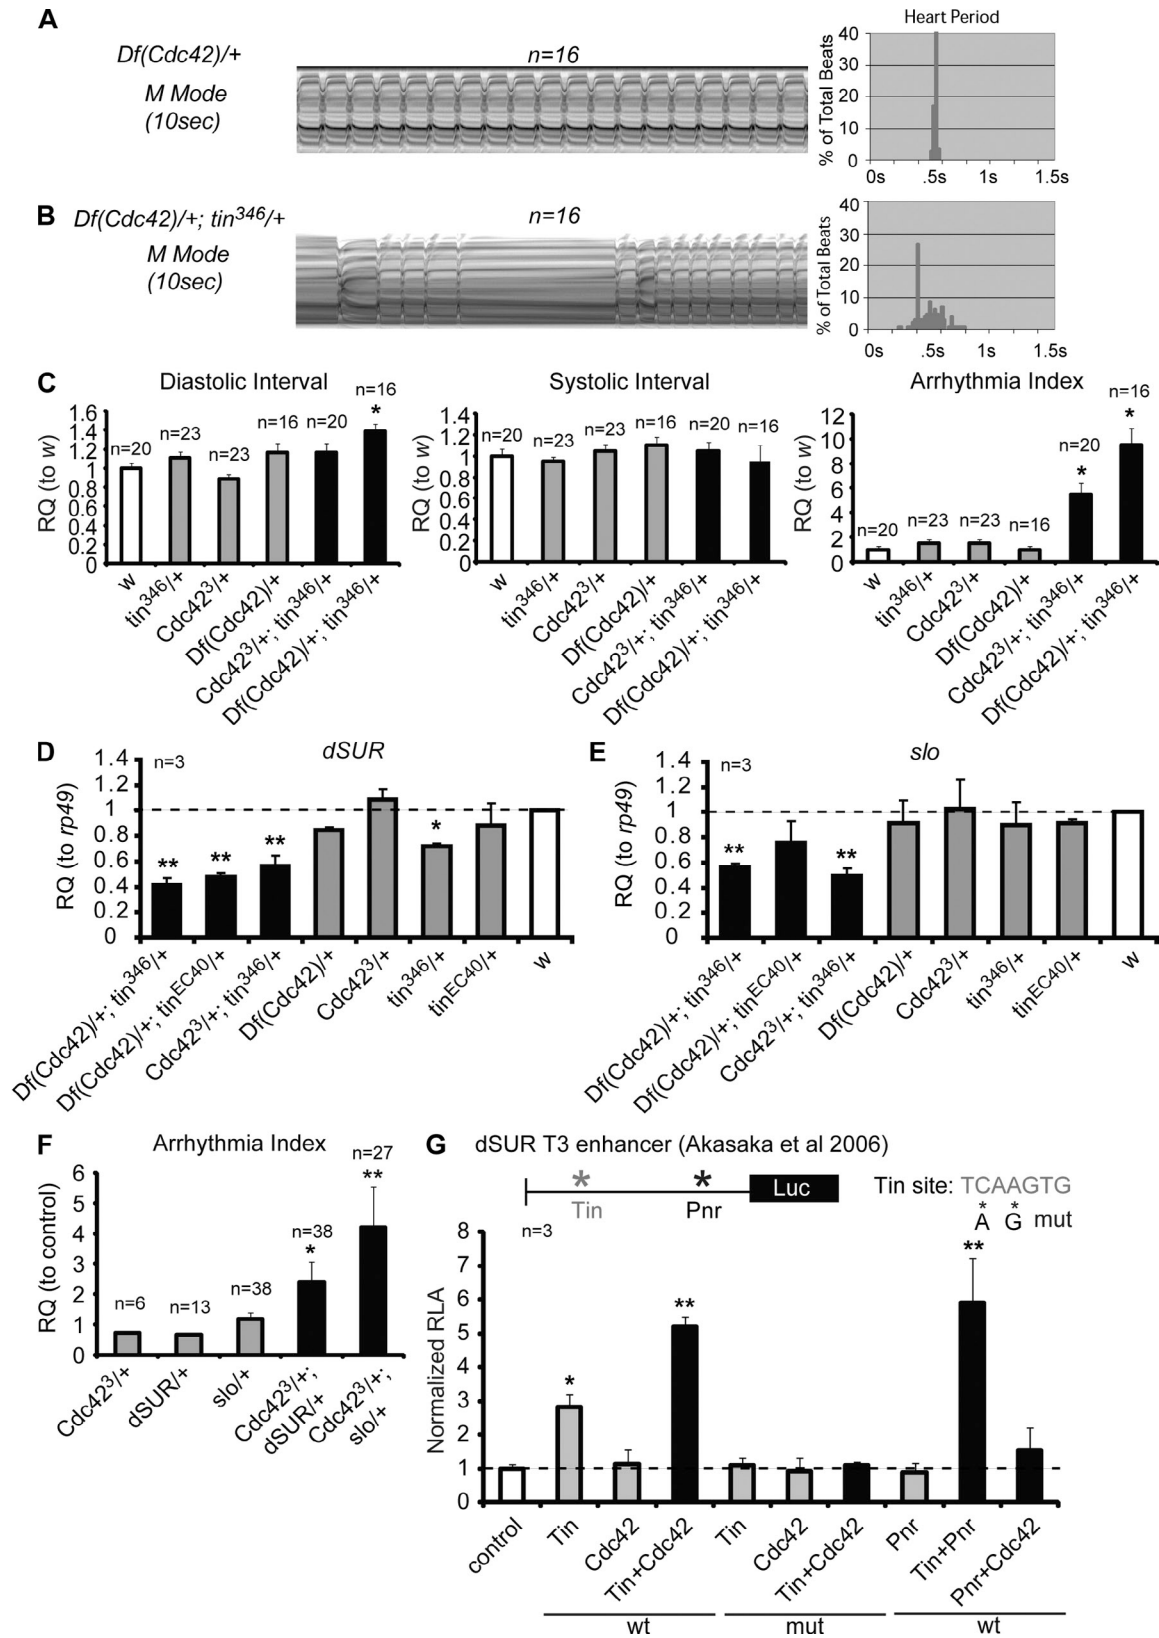 A
Df(Cdc42)/+
M Mode
(10sec)
n=16
Heart Period
% of Total Beats
40
30
20
10
0
0s .5s 1s 1.5s
B Df(Cdc42)/+; tin346/+
M Mode
(10sec)
n=16
% of Total Beats
40
30
20
10
0
0s .5s 1s 1.5s
C
Diastolic Interval
RQ (to w)
1.6
1.4
1.2
1
0.8
0.6
0.4
0.2
0
n=20 n=23 n=23 n=16 n=20 n=16
*
w
tin346/+
Cdc423/+
Df(Cdc42)/+
Cdc423/+; tin346/+
Df(Cdc42)/+; tin346/+
Systolic Interval
RQ (to w)
1.4
1.2
1
0.8
0.6
0.4
0.2
0
n=20 n=23 n=23 n=16 n=20 n=16
w
tin346/+
Cdc423/+
Df(Cdc42)/+
Cdc423/+; tin346/+
Df(Cdc42)/+; tin346/+
Arrhythmia Index
RQ (to w)
12
10
8
6
4
2
0
n=20 n=23 n=23 n=16 n=20 n=16
* *
w
tin346/+
Cdc423/+
Df(Cdc42)/+
Cdc423/+; tin346/+
Df(Cdc42)/+; tin346/+
D
dSUR
n=3
RQ (to rp49)
1.4
1.2
1
0.8
0.6
0.4
0.2
0
** ** ** *
Df(Cdc42)/+; tin346/+
Df(Cdc42)/+; tinEC40/+
Cdc423/+; tin346/+
Df(Cdc42)/+
Cdc423/+
tin346/+
tinEC40/+
w
E
slo
n=3
RQ (to rp49)
1.4
1.2
1
0.8
0.6
0.4
0.2
0
** **
Df(Cdc42)/+; tin346/+
Df(Cdc42)/+; tinEC40/+
Cdc423/+; tin346/+
Df(Cdc42)/+
Cdc423/+
tin346/+
tinEC40/+
w
F
Arrhythmia Index
RQ (to control)
6
5
4
3
2
1
0
n=6 n=13 n=38 n=38 n=27
* **
Cdc423/+
dSUR/+
slo/+
Cdc423/+;
dSUR/+
Cdc423/+;
slo/+
G dSUR T3 enhancer (Akasaka et al 2006)
* *
Tin Pnr Luc
Tin site: TCAAGTG
* *
A G mut
n=3
Normalized RLA
8
7
6
5
4
3
2
1
0
* ** **
control
Tin
Cdc42
Tin+Cdc42
Tin
Cdc42
Tin+Cdc42
Pnr
Tin+Pnr
Pnr+Cdc42
wt mut wt